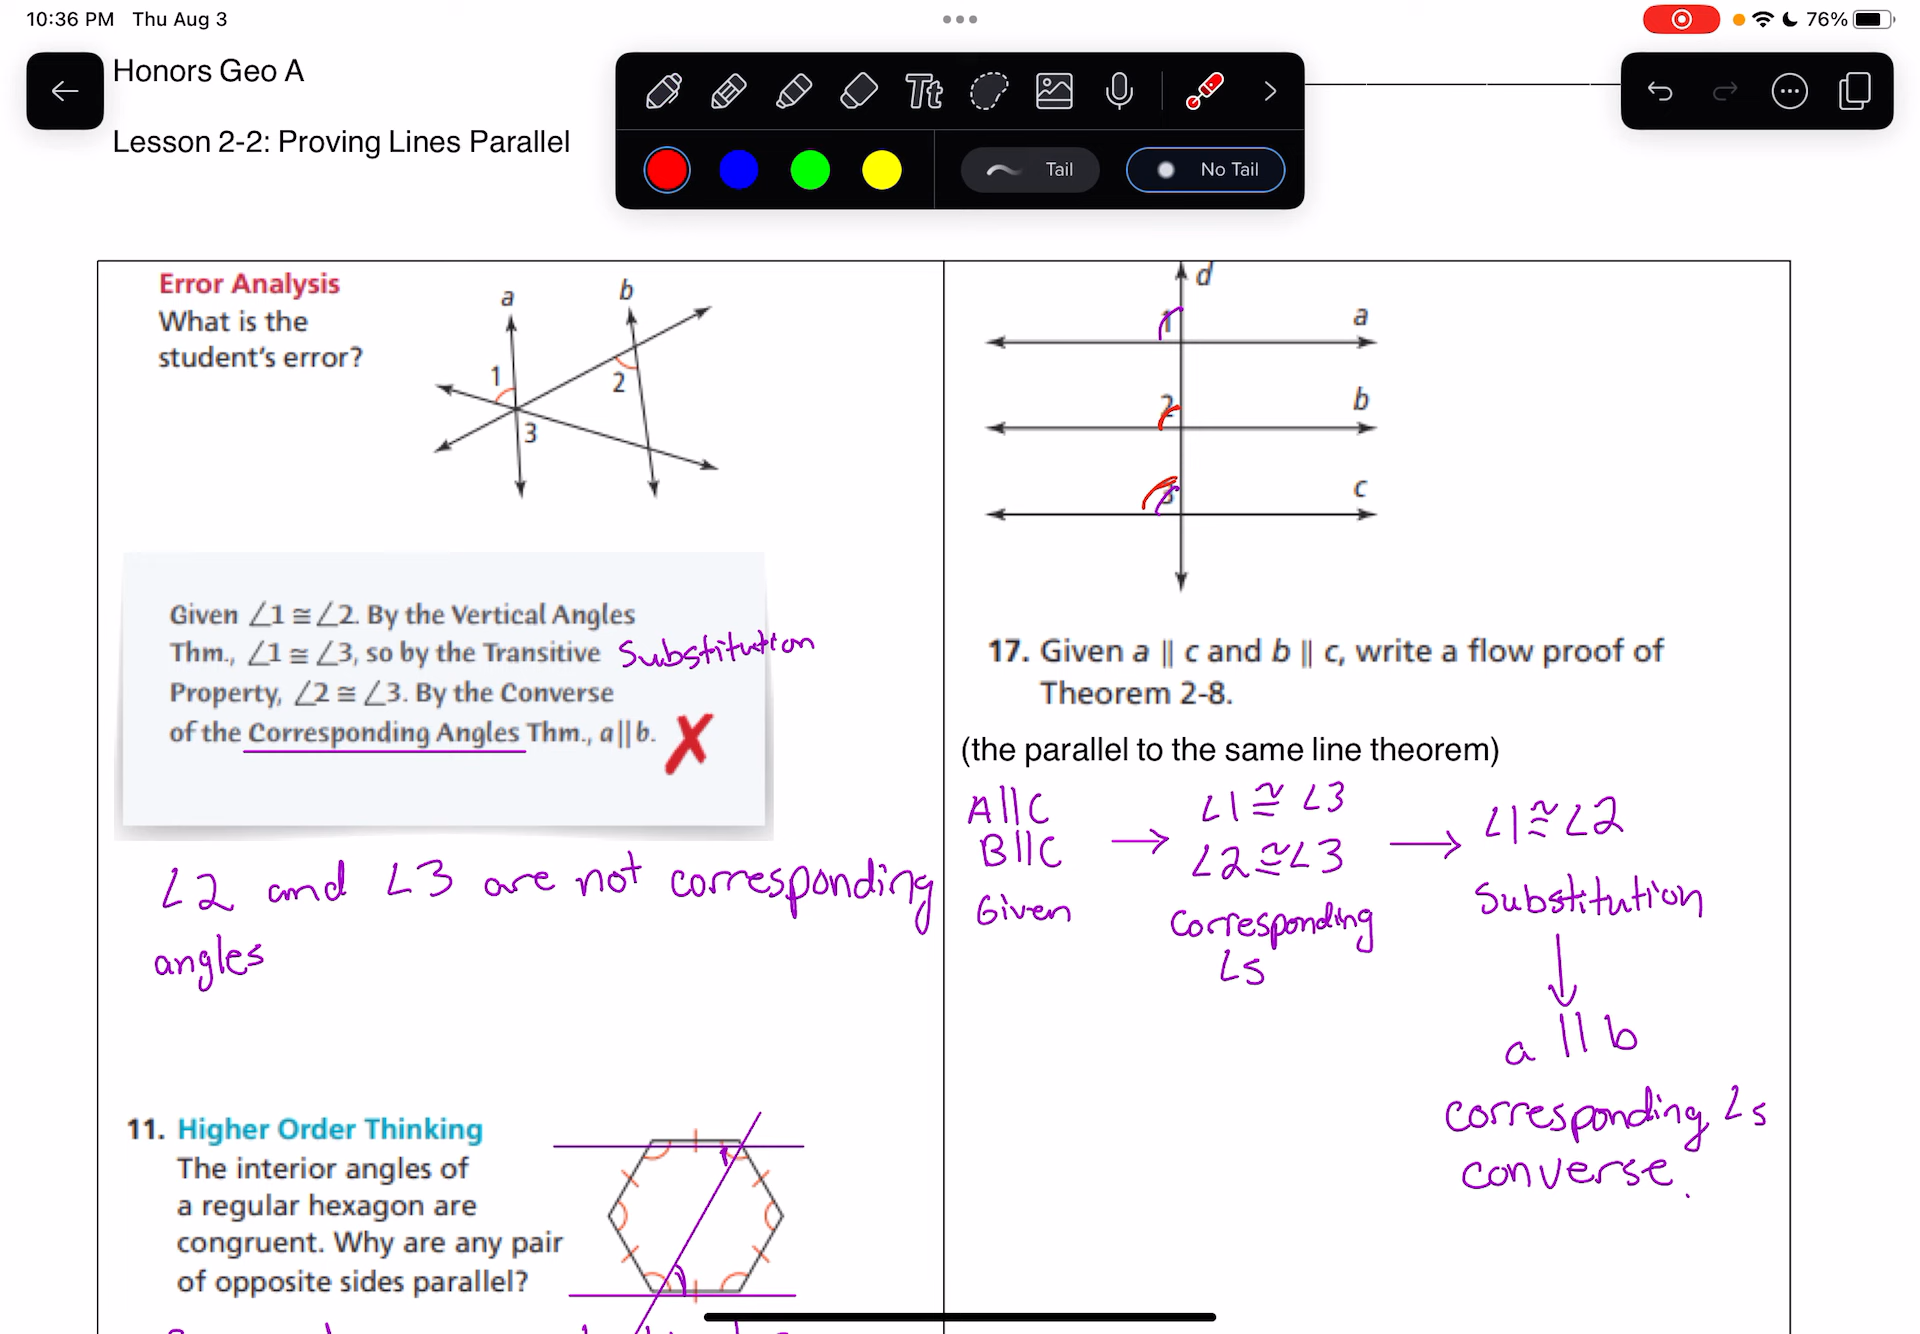 10:36 PM Thu Aug 3
76%
Honors Geo A
Lesson 2-2: Proving Lines Parallel
Tt
Tail
No Tail
Error Analysis
What is the
student's error?
a
b
1
2
3
Given ∠1 ≅ ∠2. By the Vertical Angles
Thm., ∠1 ≅ ∠3, so by the Transitive Substitution
Property, ∠2 ≅ ∠3. By the Converse
of the Corresponding Angles Thm., a || b.
∠2 and ∠3 are not corresponding
angles
11. Higher Order Thinking
The interior angles of
a regular hexagon are
congruent. Why are any pair
of opposite sides parallel?
d
1
a
2
b
3
c
17. Given a || c and b || c, write a flow proof of
Theorem 2-8.
(the parallel to the same line theorem)
A||C
B||C
Given
→
∠1 ≅ ∠3
∠2 ≅ ∠3
Corresponding
∠s
→
∠1 ≅ ∠2
Substitution
↓
a || b
corresponding ∠s
converse.